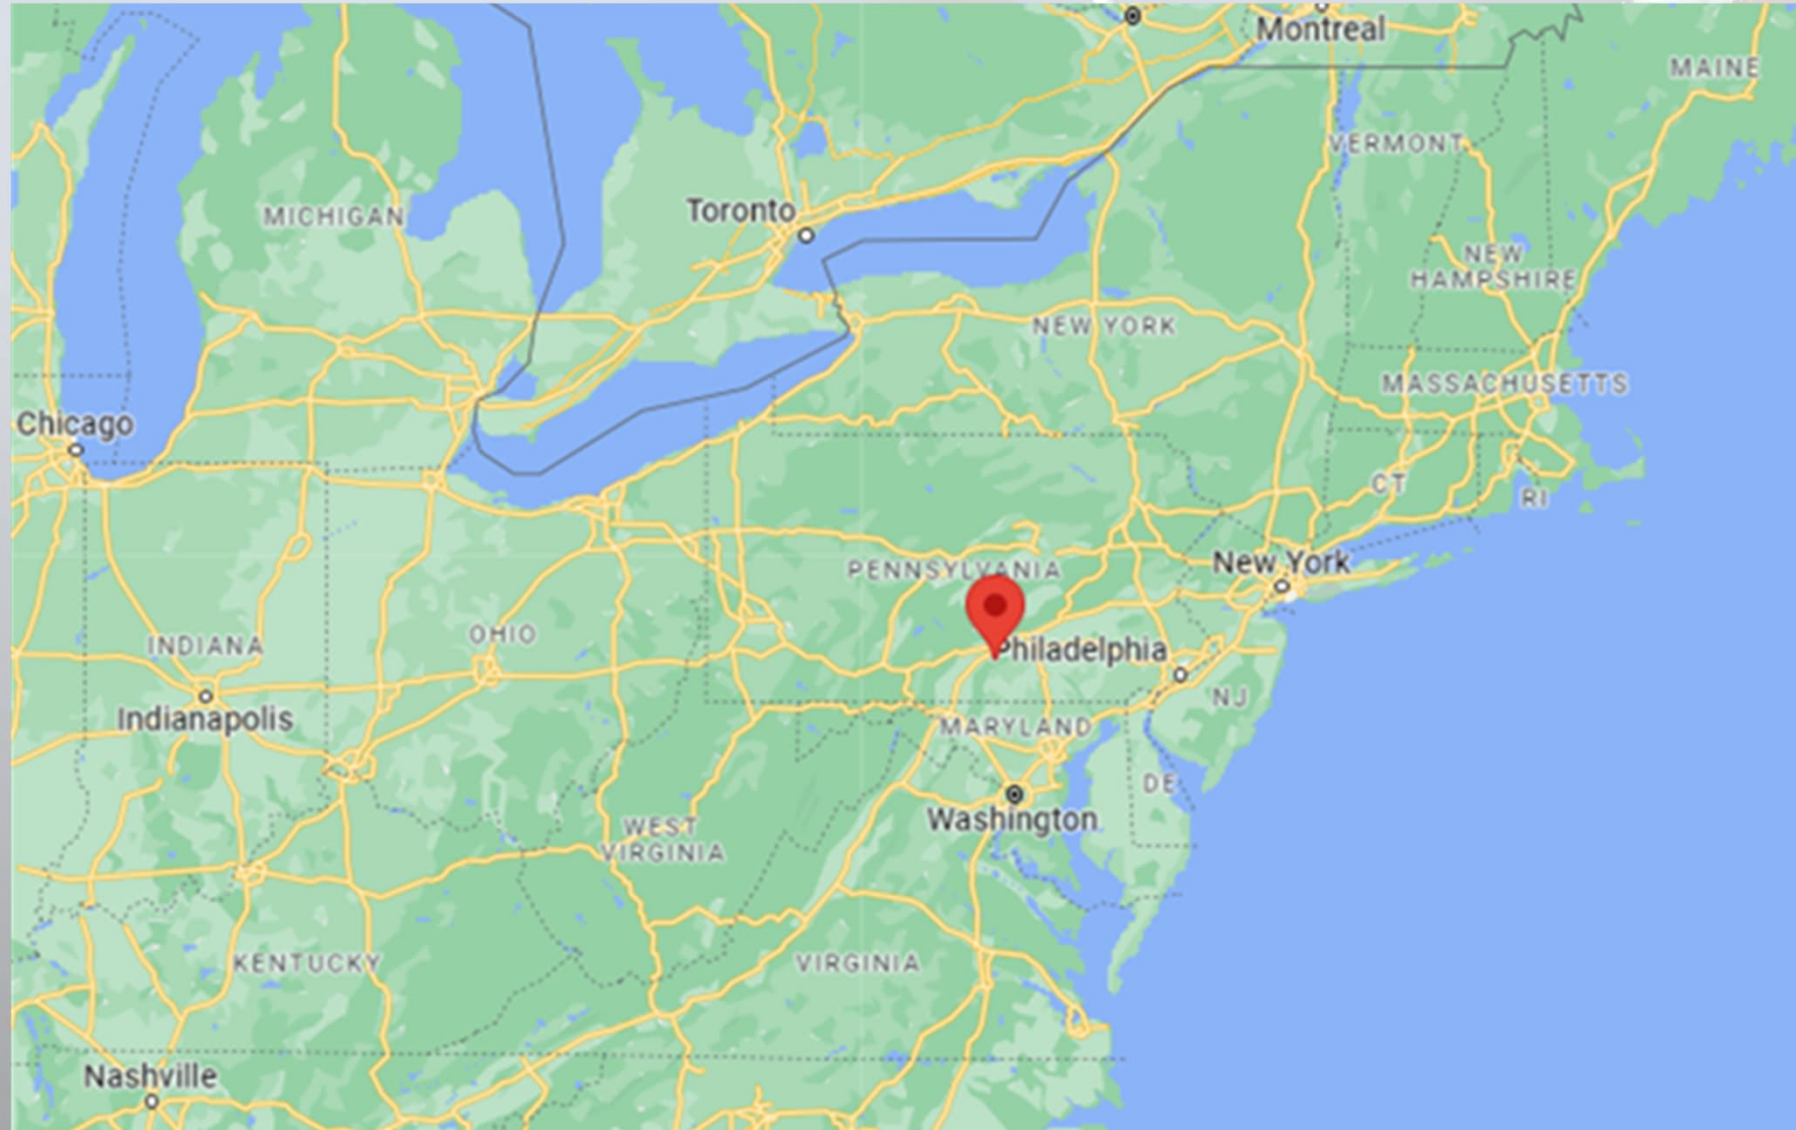 Montreal
MAINE
VERMONT
Toronto
MICHIGAN
NEW
HAMPSHIRE
NEW YORK
MASSACHUSETTS
Chicago
CT
RI
New York
PENNSYLVANIA
OHIO
INDIANA
Philadelphia
NJ
Indianapolis
MARYLAND
DE
Washington
WEST
VIRGINIA
KENTUCKY
VIRGINIA
Nashville